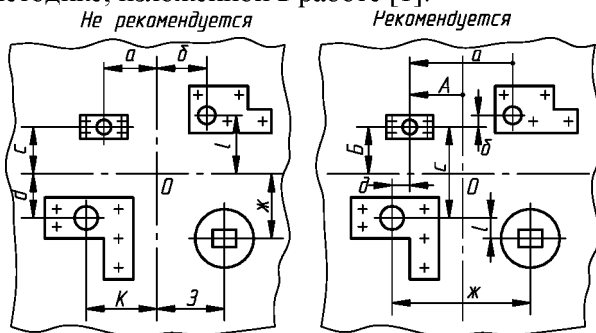 методике, изложенной в работе [1].
Не рекомендуется
Рекомендуется
а б
с l
д О ж
К З
а
А
Б с б
д О
l
ж